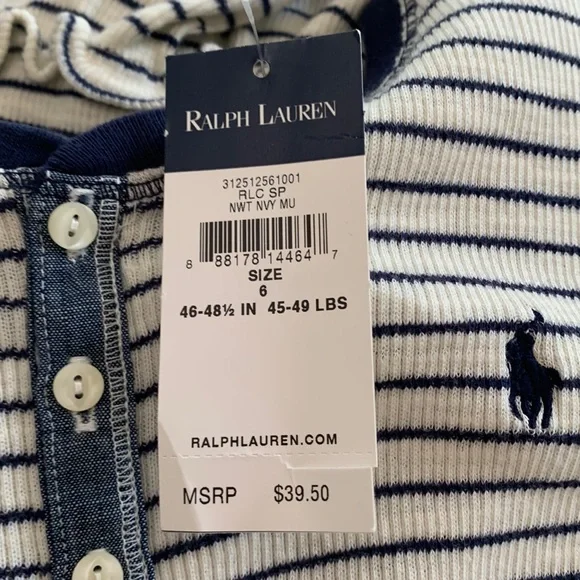 RALPH LAUREN
312512561001
RLC SP
NWT NVY MU
8 88178 14464 7
SIZE
6
46-48½ IN 45-49 LBS
RALPHLAUREN.COM
MSRP $39.50